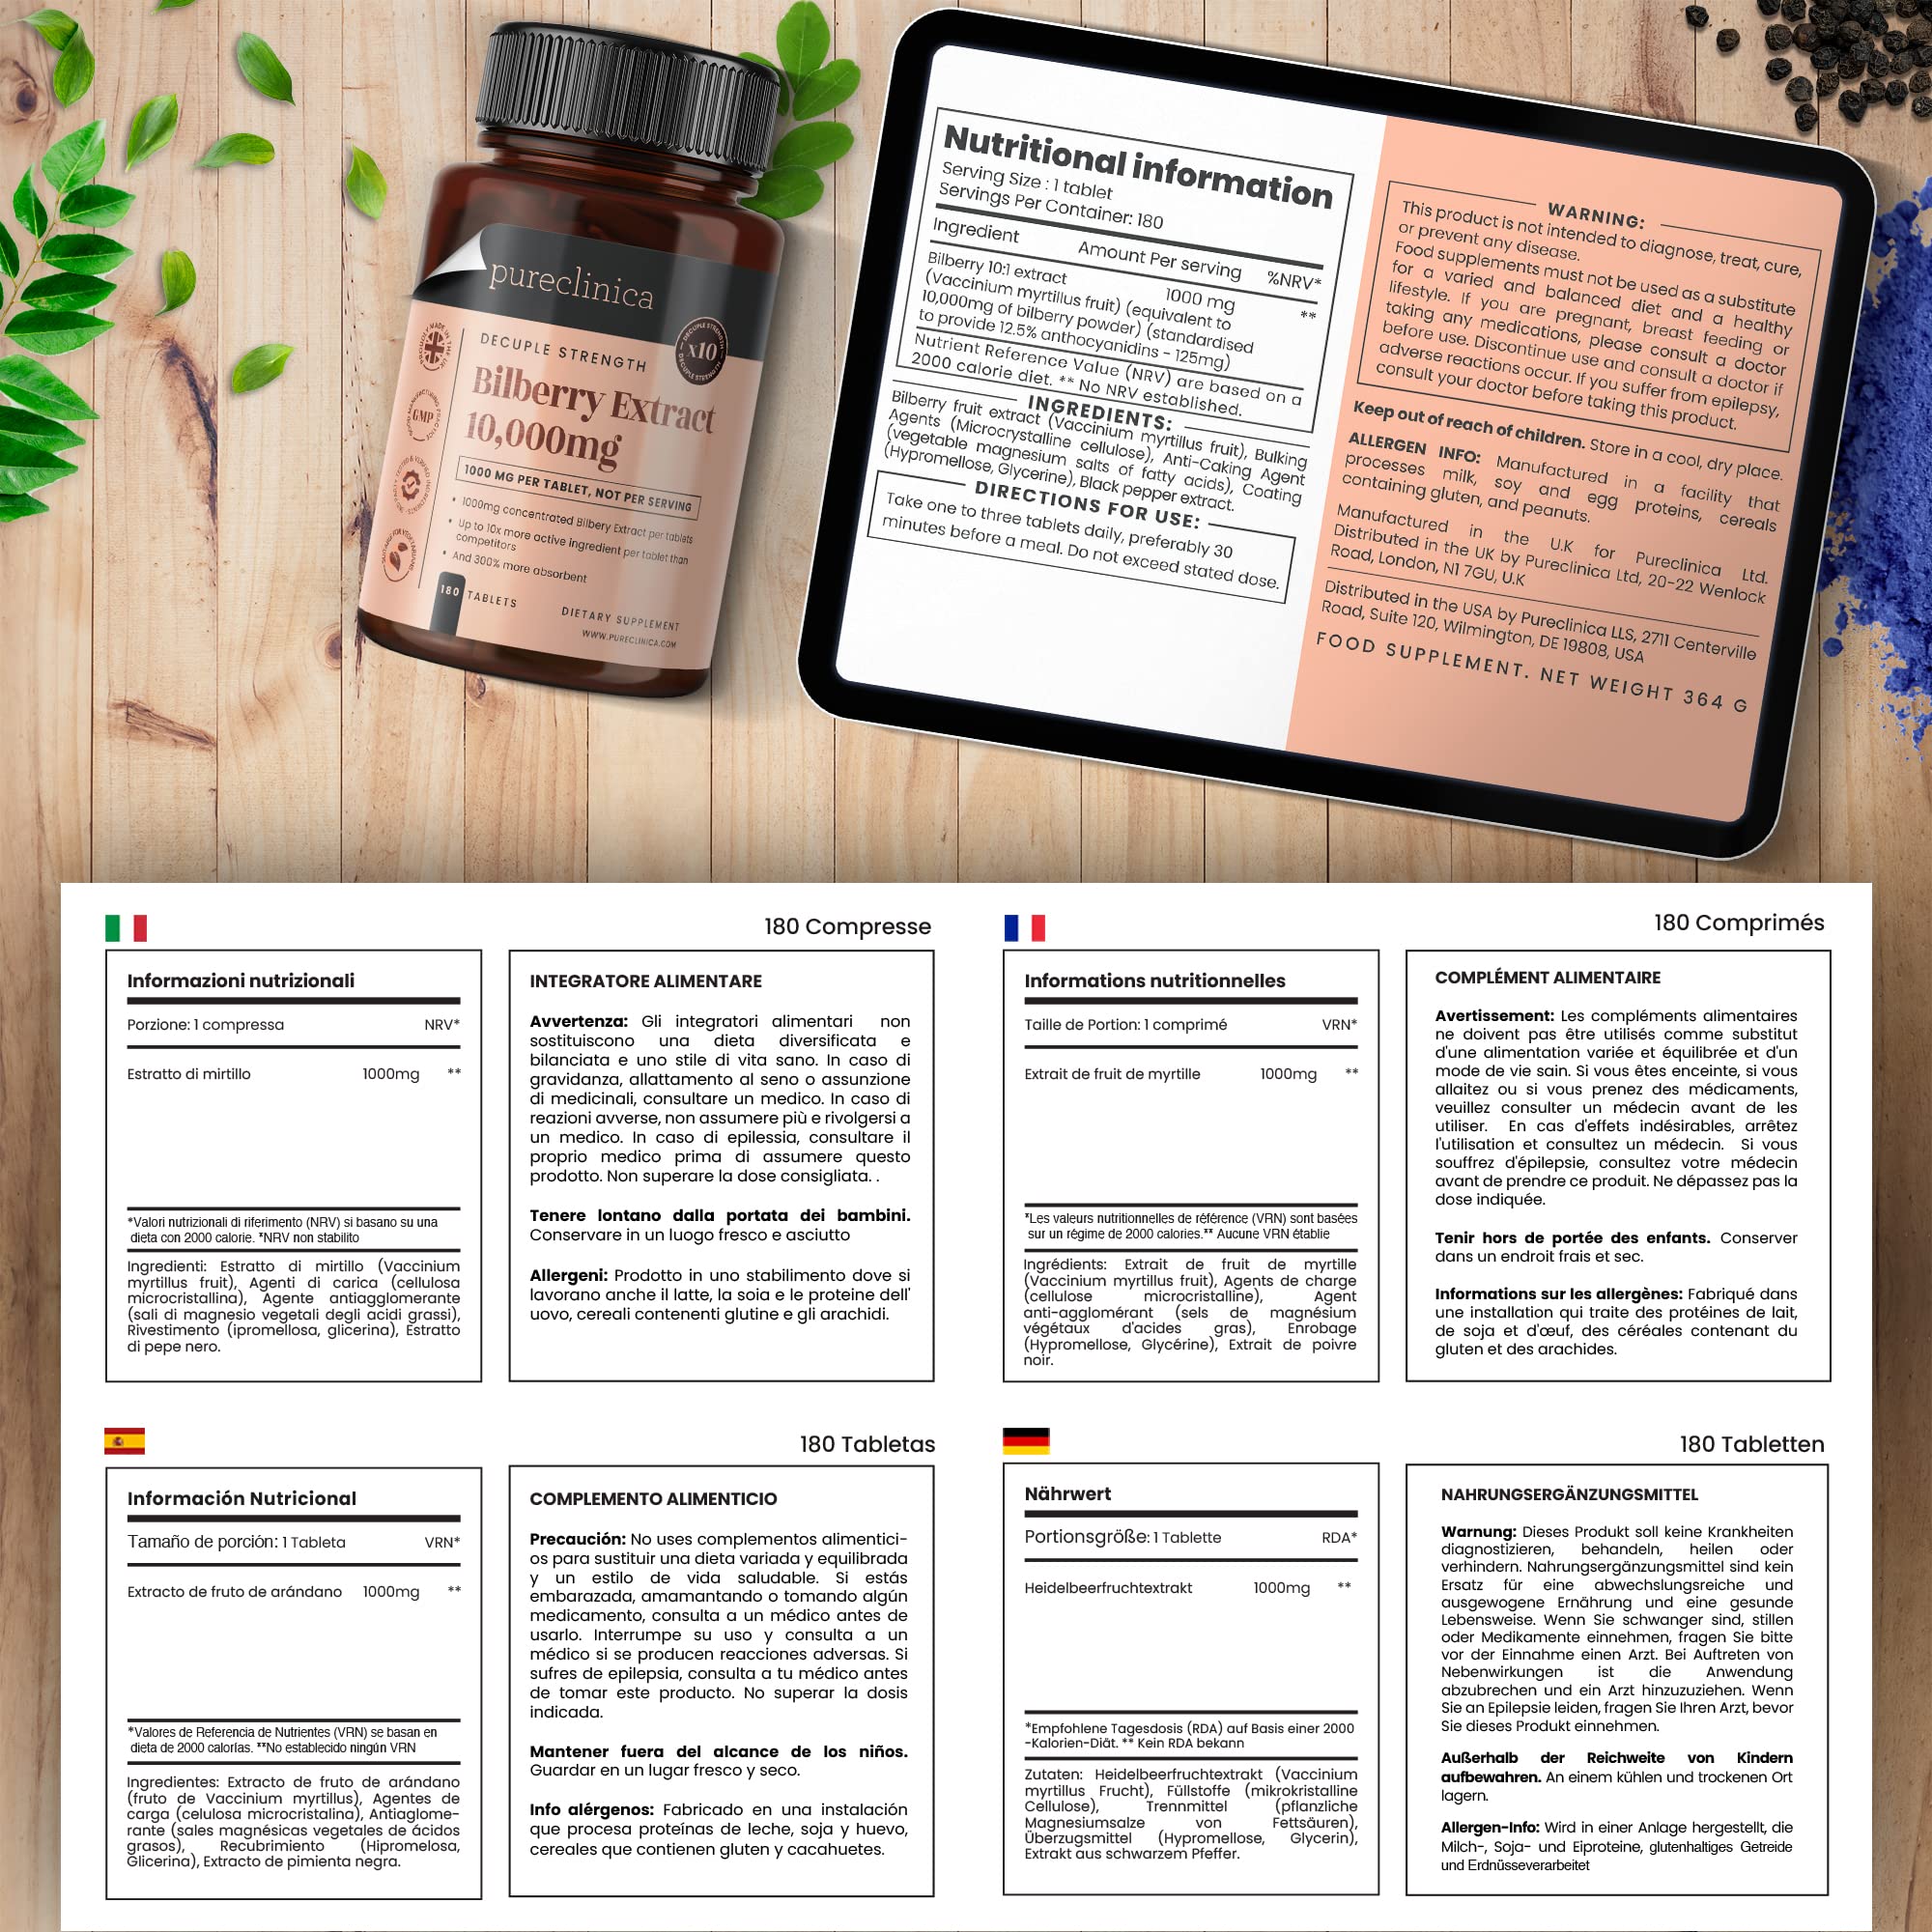 pureclinica
DECUPLE STRENGTH
x10
Bilberry Extract
10,000mg
1000 MG PER TABLET, NOT PER SERVING
• 1000mg concentrated Bilbery Extract per tablets
• Up to 10x more active ingredient per tablet than
competitors
• And 300% more absorbent
GMP
180 TABLETS
DIETARY SUPPLEMENT
WWW.PURECLINICA.COM
Nutritional information
Serving Size : 1 tablet
Servings Per Container: 180
Ingredient Amount Per serving %NRV*
Bilberry 10:1 extract 1000 mg **
(Vaccinium myrtillus fruit) (equivalent to
10,000mg of bilberry powder) (standardised
to provide 12.5% anthocyanidins - 125mg)
Nutrient Reference Value (NRV) are based on a
2000 calorie diet. ** No NRV established.
INGREDIENTS:
Bilberry fruit extract (Vaccinium myrtillus fruit), Bulking
Agents (Microcrystalline cellulose), Anti-Caking Agent
(vegetable magnesium salts of fatty acids), Coating
(Hypromellose, Glycerine), Black pepper extract.
DIRECTIONS FOR USE:
Take one to three tablets daily, preferably 30
minutes before a meal. Do not exceed stated dose.
WARNING:
This product is not intended to diagnose, treat, cure,
or prevent any disease.
Food supplements must not be used as a substitute
for a varied and balanced diet and a healthy
lifestyle. If you are pregnant, breast feeding or
taking any medications, please consult a doctor
before use. Discontinue use and consult a doctor if
adverse reactions occur. If you suffer from epilepsy,
consult your doctor before taking this product.
Keep out of reach of children. Store in a cool, dry place.
ALLERGEN INFO: Manufactured in a facility that
processes milk, soy and egg proteins, cereals
containing gluten, and peanuts.
Manufactured in the U.K for Pureclinica Ltd.
Distributed in the UK by Pureclinica Ltd, 20-22 Wenlock
Road, London, N1 7GU, U.K
Distributed in the USA by Pureclinica LLS, 2711 Centerville
Road, Suite 120, Wilmington, DE 19808, USA
FOOD SUPPLEMENT. NET WEIGHT 364 G
180 Compresse
Informazioni nutrizionali
Porzione: 1 compressa NRV*
Estratto di mirtillo 1000mg **
*Valori nutrizionali di riferimento (NRV) si basano su una
dieta con 2000 calorie. *NRV non stabilito
Ingredienti: Estratto di mirtillo (Vaccinium
myrtillus fruit), Agenti di carica (cellulosa
microcristallina), Agente antiagglomerante
(sali di magnesio vegetali degli acidi grassi),
Rivestimento (ipromellosa, glicerina), Estratto
di pepe nero.
INTEGRATORE ALIMENTARE
Avvertenza: Gli integratori alimentari non
sostituiscono una dieta diversificata e
bilanciata e uno stile di vita sano. In caso di
gravidanza, allattamento al seno o assunzione
di medicinali, consultare un medico. In caso di
reazioni avverse, non assumere più e rivolgersi a
un medico. In caso di epilessia, consultare il
proprio medico prima di assumere questo
prodotto. Non superare la dose consigliata. .
Tenere lontano dalla portata dei bambini.
Conservare in un luogo fresco e asciutto
Allergeni: Prodotto in uno stabilimento dove si
lavorano anche il latte, la soia e le proteine dell'
uovo, cereali contenenti glutine e gli arachidi.
180 Comprimés
Informations nutritionnelles
Taille de Portion: 1 comprimé VRN*
Extrait de fruit de myrtille 1000mg **
*Les valeurs nutritionnelles de référence (VRN) sont basées
sur un régime de 2000 calories.** Aucune VRN établie
Ingrédients: Extrait de fruit de myrtille
(Vaccinium myrtillus fruit), Agents de charge
(cellulose microcristalline), Agent
anti-agglomérant (sels de magnésium
végétaux d'acides gras), Enrobage
(Hypromellose, Glycérine), Extrait de poivre
noir.
COMPLÉMENT ALIMENTAIRE
Avertissement: Les compléments alimentaires
ne doivent pas être utilisés comme substitut
d'une alimentation variée et équilibrée et d'un
mode de vie sain. Si vous êtes enceinte, si vous
allaitez ou si vous prenez des médicaments,
veuillez consulter un médecin avant de les
utiliser. En cas d'effets indésirables, arrêtez
l'utilisation et consultez un médecin. Si vous
souffrez d'épilepsie, consultez votre médecin
avant de prendre ce produit. Ne dépassez pas la
dose indiquée.
Tenir hors de portée des enfants. Conserver
dans un endroit frais et sec.
Informations sur les allergènes: Fabriqué dans
une installation qui traite des protéines de lait,
de soja et d'œuf, des céréales contenant du
gluten et des arachides.
180 Tabletas
Información Nutricional
Tamaño de porción: 1 Tableta VRN*
Extracto de fruto de arándano 1000mg **
*Valores de Referencia de Nutrientes (VRN) se basan en
dieta de 2000 calorías. **No establecido ningún VRN
Ingredientes: Extracto de fruto de arándano
(fruto de Vaccinium myrtillus), Agentes de
carga (celulosa microcristalina), Antiaglome-
rante (sales magnésicas vegetales de ácidos
grasos), Recubrimiento (Hipromelosa,
Glicerina), Extracto de pimienta negra.
COMPLEMENTO ALIMENTICIO
Precaución: No uses complementos alimentici-
os para sustituir una dieta variada y equilibrada
y un estilo de vida saludable. Si estás
embarazada, amamantando o tomando algún
medicamento, consulta a un médico antes de
usarlo. Interrumpe su uso y consulta a un
médico si se producen reacciones adversas. Si
sufres de epilepsia, consulta a tu médico antes
de tomar este producto. No superar la dosis
indicada.
Mantener fuera del alcance de los niños.
Guardar en un lugar fresco y seco.
Info alérgenos: Fabricado en una instalación
que procesa proteínas de leche, soja y huevo,
cereales que contienen gluten y cacahuetes.
180 Tabletten
Nährwert
Portionsgröße: 1 Tablette RDA*
Heidelbeerfruchtextrakt 1000mg **
*Empfohlene Tagesdosis (RDA) auf Basis einer 2000
-Kalorien-Diät. ** Kein RDA bekann
Zutaten: Heidelbeerfruchtextrakt (Vaccinium
myrtillus Frucht), Füllstoffe (mikrokristalline
Cellulose), Trennmittel (pflanzliche
Magnesiumsalze von Fettsäuren),
Überzugsmittel (Hypromellose, Glycerin),
Extrakt aus schwarzem Pfeffer.
NAHRUNGSERGÄNZUNGSMITTEL
Warnung: Dieses Produkt soll keine Krankheiten
diagnostizieren, behandeln, heilen oder
verhindern. Nahrungsergänzungsmittel sind kein
Ersatz für eine abwechslungsreiche und
ausgewogene Ernährung und eine gesunde
Lebensweise. Wenn Sie schwanger sind, stillen
oder Medikamente einnehmen, fragen Sie bitte
vor der Einnahme einen Arzt. Bei Auftreten von
Nebenwirkungen ist die Anwendung
abzubrechen und ein Arzt hinzuzuziehen. Wenn
Sie an Epilepsie leiden, fragen Sie Ihren Arzt, bevor
Sie dieses Produkt einnehmen.
Außerhalb der Reichweite von Kindern
aufbewahren. An einem kühlen und trockenen Ort
lagern.
Allergen-Info: Wird in einer Anlage hergestellt, die
Milch-, Soja- und Eiproteine, glutenhaltiges Getreide
und Erdnüsseverarbeitet